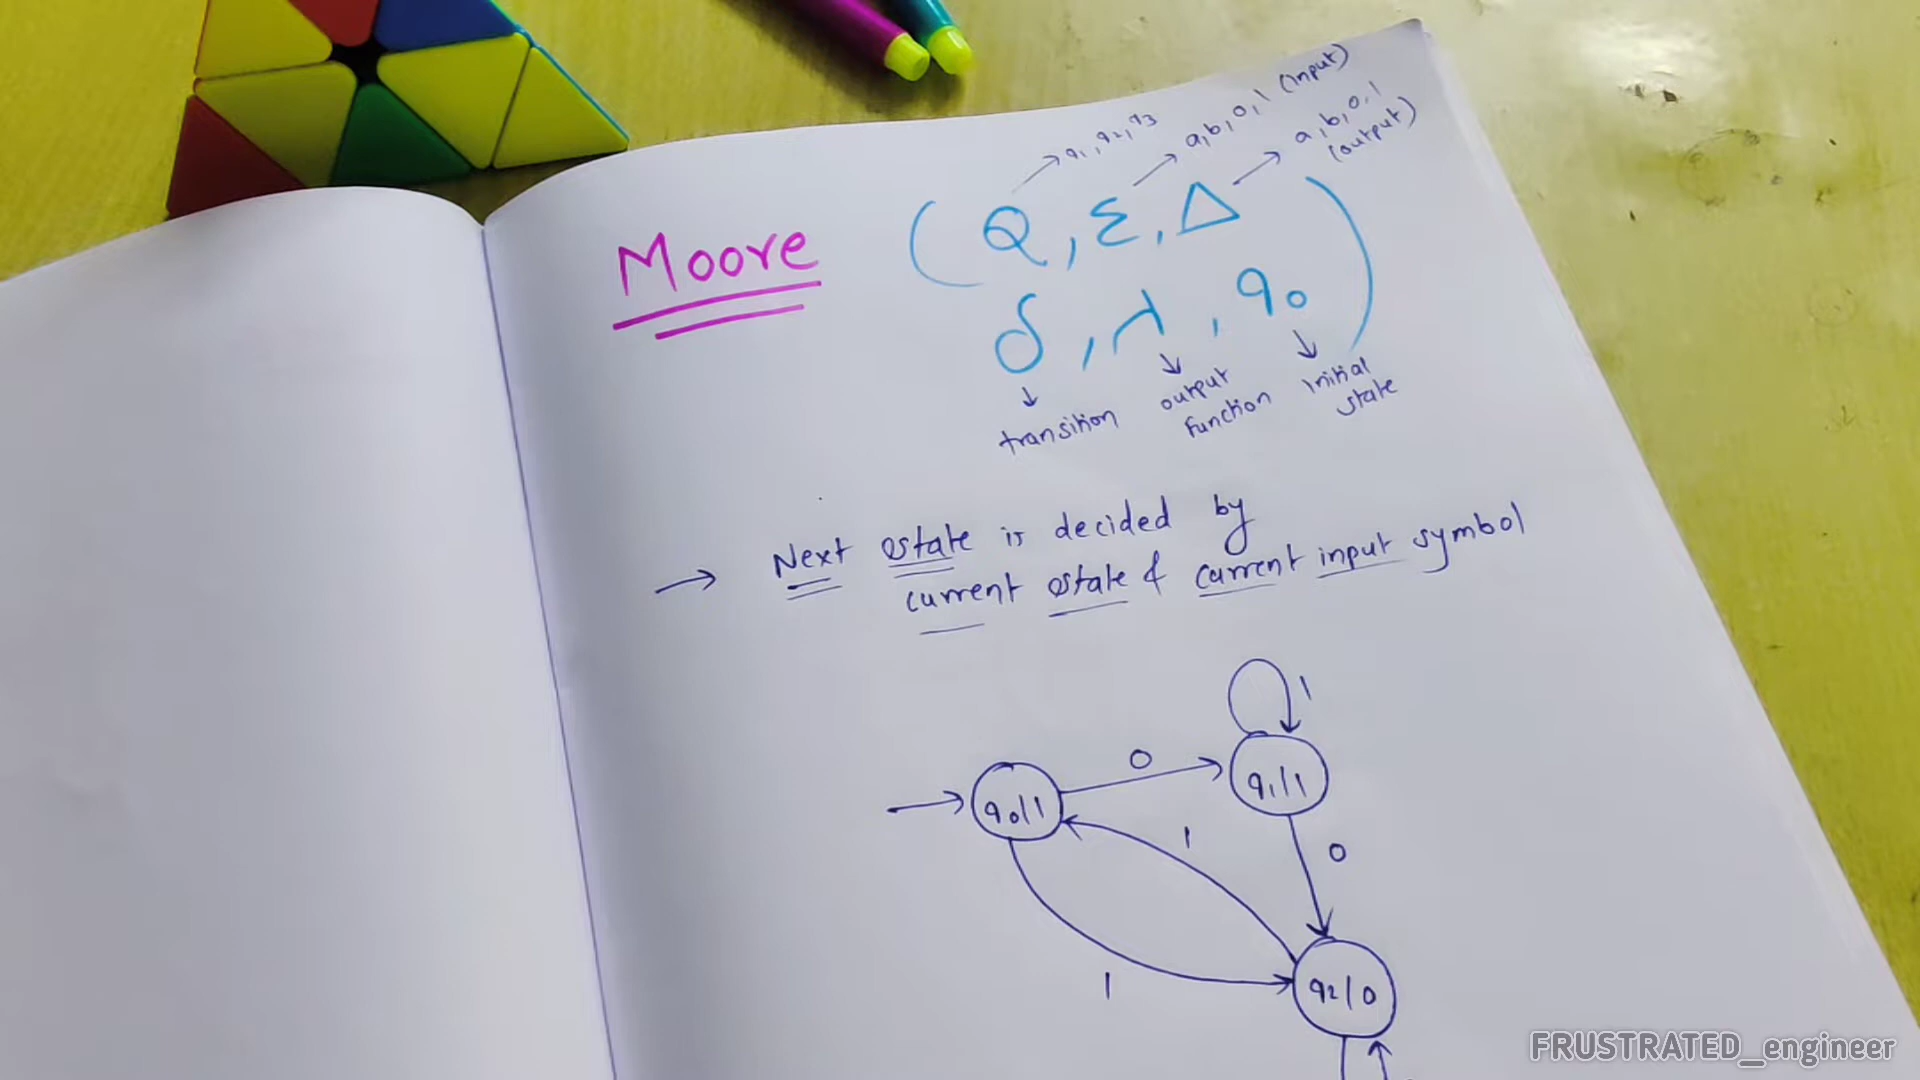 q1, q2, q3
a, b, 0, 1 (input)
a, b, 0, 1
(output)
Moore
( Q, Σ, Δ
δ, λ, q0 )
transition
output
function
initial
state
→ Next state is decided by
current state & current input symbol
1
0
q0/1
q1/1
1
0
1
q2/0
FRUSTRATED_engineer